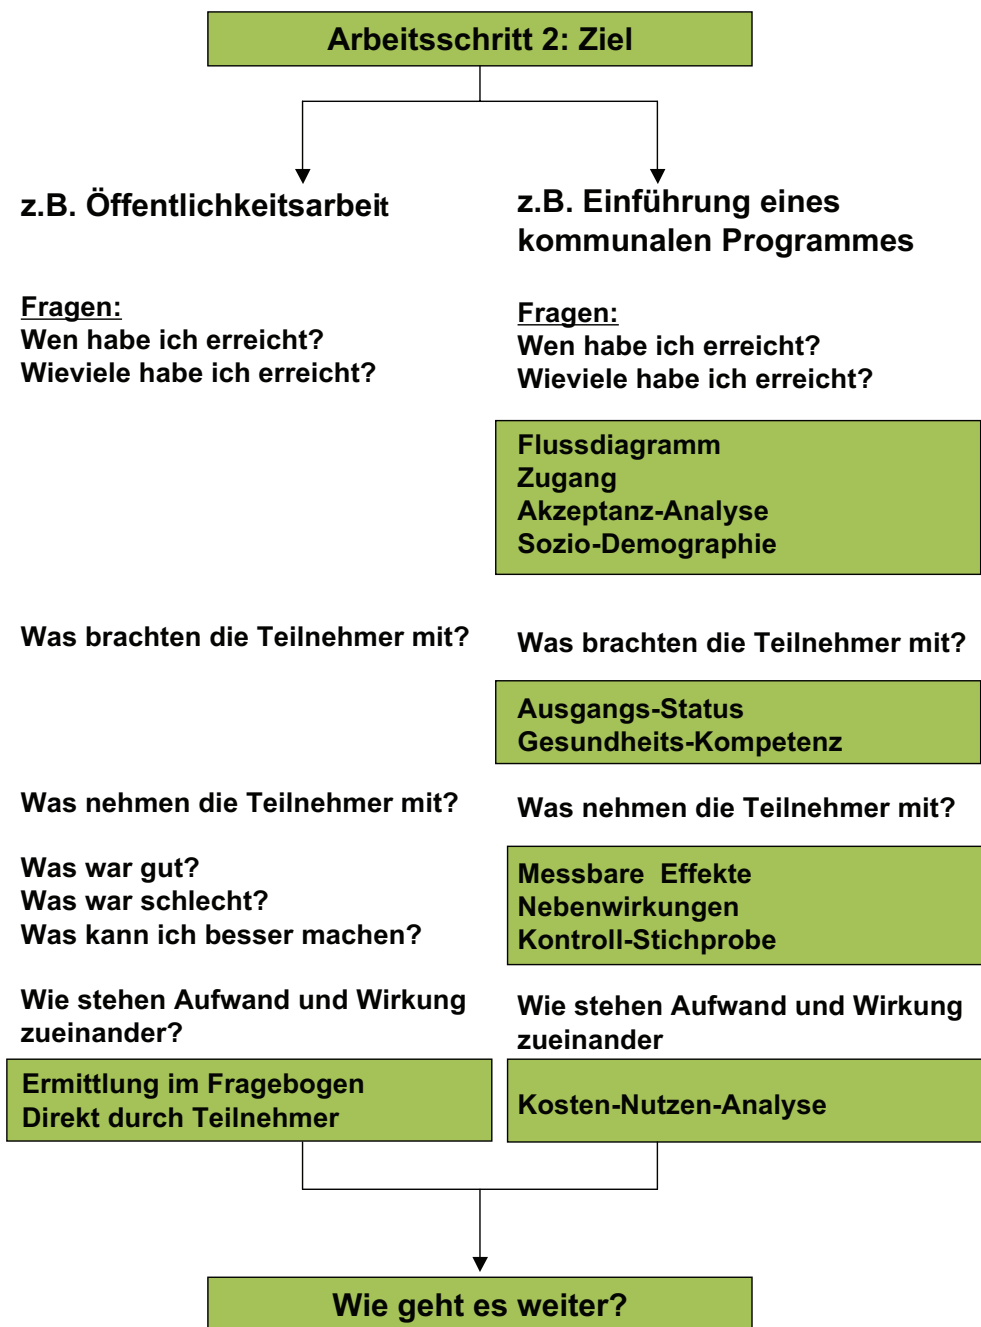 Arbeitsschritt 2: Ziel
z.B. Öffentlichkeitsarbeit
Fragen:
Wen habe ich erreicht?
Wieviele habe ich erreicht?
Was brachten die Teilnehmer mit?
Was nehmen die Teilnehmer mit?
Was war gut?
Was war schlecht?
Was kann ich besser machen?
Wie stehen Aufwand und Wirkung
zueinander?
Ermittlung im Fragebogen
Direkt durch Teilnehmer
z.B. Einführung eines
kommunalen Programmes
Fragen:
Wen habe ich erreicht?
Wieviele habe ich erreicht?
Flussdiagramm
Zugang
Akzeptanz-Analyse
Sozio-Demographie
Was brachten die Teilnehmer mit?
Ausgangs-Status
Gesundheits-Kompetenz
Was nehmen die Teilnehmer mit?
Messbare Effekte
Nebenwirkungen
Kontroll-Stichprobe
Wie stehen Aufwand und Wirkung
zueinander
Kosten-Nutzen-Analyse
Wie geht es weiter?